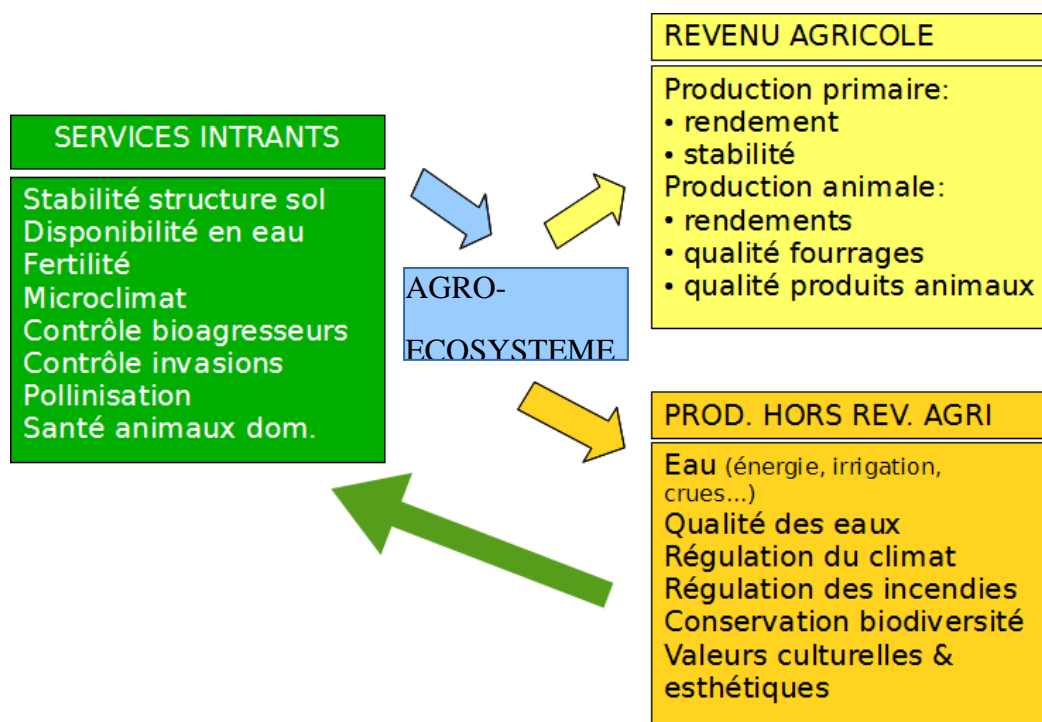 SERVICES INTRANTS
Stabilité structure sol
Disponibilité en eau
Fertilité
Microclimat
Contrôle bioagresseurs
Contrôle invasions
Pollinisation
Santé animaux dom.
AGRO-
ECOSYSTEME
REVENU AGRICOLE
Production primaire:
• rendement
• stabilité
Production animale:
• rendements
• qualité fourrages
• qualité produits animaux
PROD. HORS REV. AGRI
Eau (énergie, irrigation,
crues...)
Qualité des eaux
Régulation du climat
Régulation des incendies
Conservation biodiversité
Valeurs culturelles &
esthétiques